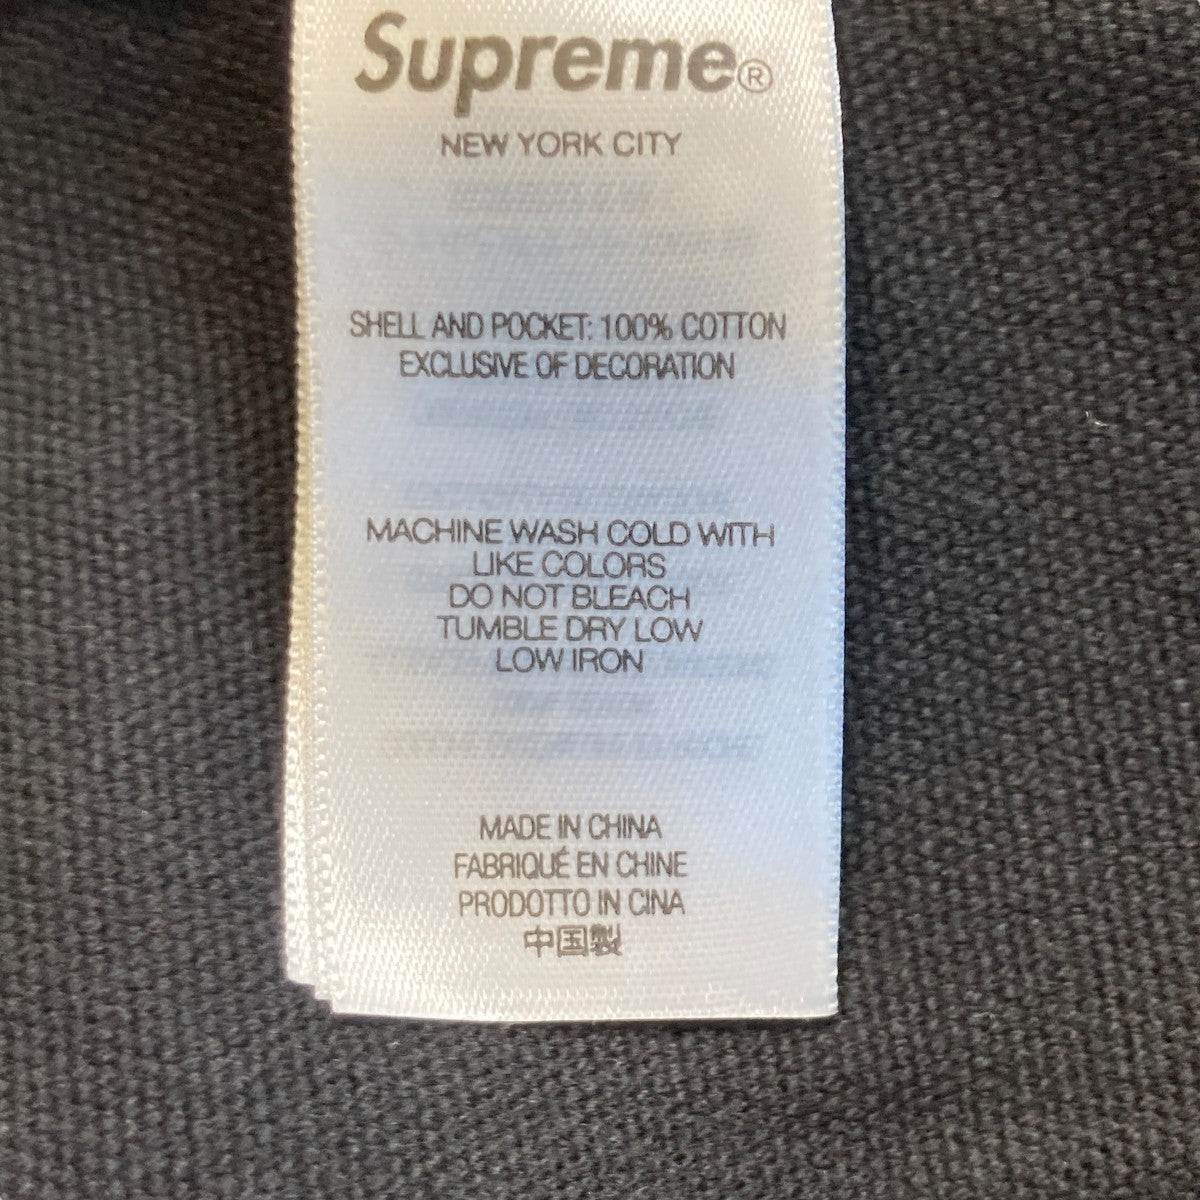 Supreme®
NEW YORK CITY
SHELL AND POCKET: 100% COTTON
EXCLUSIVE OF DECORATION
MACHINE WASH COLD WITH
LIKE COLORS
DO NOT BLEACH
TUMBLE DRY LOW
LOW IRON
MADE IN CHINA
FABRIQUÉ EN CHINE
PRODOTTO IN CINA
中国製